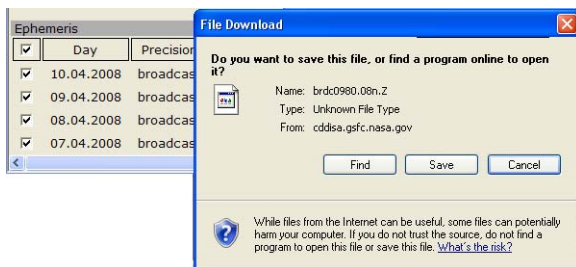 Ephemeris
Day Precision
10.04.2008 broadcas
09.04.2008 broadcas
08.04.2008 broadcas
07.04.2008 broadcas
File Download
Do you want to save this file, or find a program online to open
it?
Name: brdc0980.08n.Z
Type: Unknown File Type
From: cddisa.gsfc.nasa.gov
Find Save Cancel
While files from the Internet can be useful, some files can potentially
harm your computer. If you do not trust the source, do not find a
program to open this file or save this file. What's the risk?